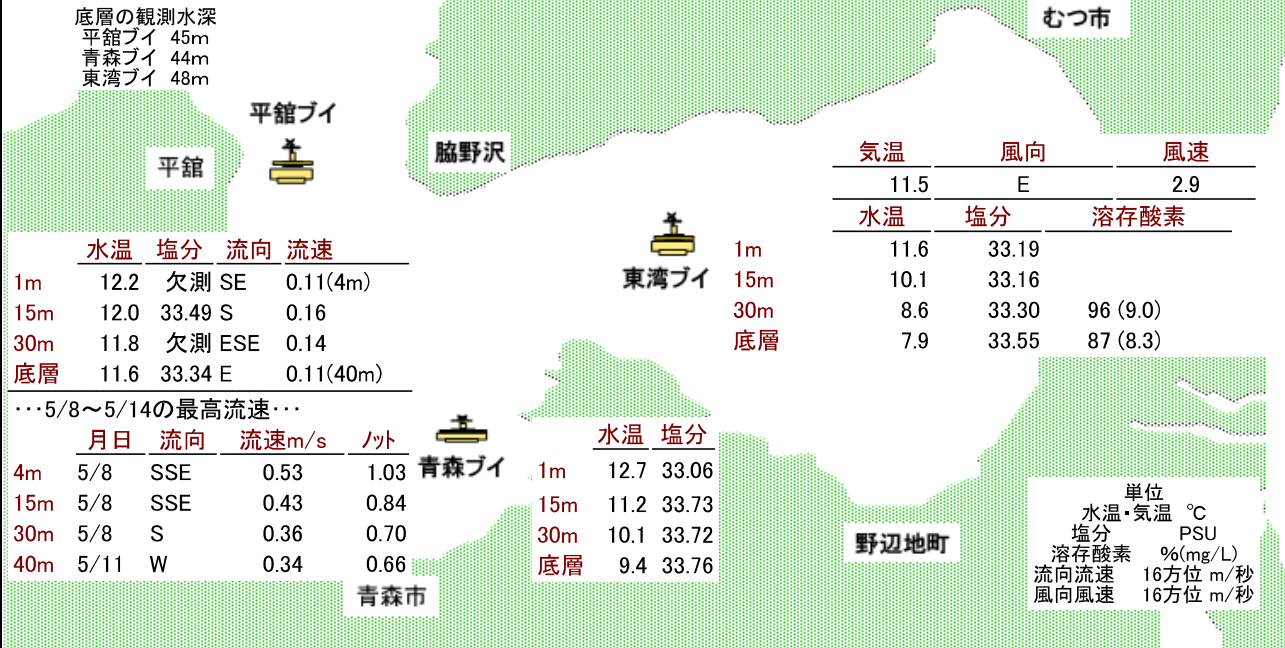 底層の観測水深
平舘ブイ 45m
青森ブイ 44m
東湾ブイ 48m
むつ市
平舘ブイ
脇野沢
平舘
気温 風向 風速
11.5 E 2.9
水温 塩分 溶存酸素
1m 11.6 33.19
15m 10.1 33.16
30m 8.6 33.30 96 (9.0)
底層 7.9 33.55 87 (8.3)
東湾ブイ
水温 塩分 流向 流速
1m 12.2 欠測 SE 0.11(4m)
15m 12.0 33.49 S 0.16
30m 11.8 欠測 ESE 0.14
底層 11.6 33.34 E 0.11(40m)
･･･5/8～5/14の最高流速･･･
月日 流向 流速m/s ノット
4m 5/8 SSE 0.53 1.03
15m 5/8 SSE 0.43 0.84
30m 5/8 S 0.36 0.70
40m 5/11 W 0.34 0.66
青森ブイ
水温 塩分
1m 12.7 33.06
15m 11.2 33.73
30m 10.1 33.72
底層 9.4 33.76
青森市
野辺地町
単位
水温・気温 ℃
塩分 PSU
溶存酸素 %(mg/L)
流向流速 16方位 m/秒
風向風速 16方位 m/秒